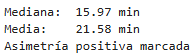 Mediana:  15.97 min
Media:    21.58 min
Asimetría positiva marcada